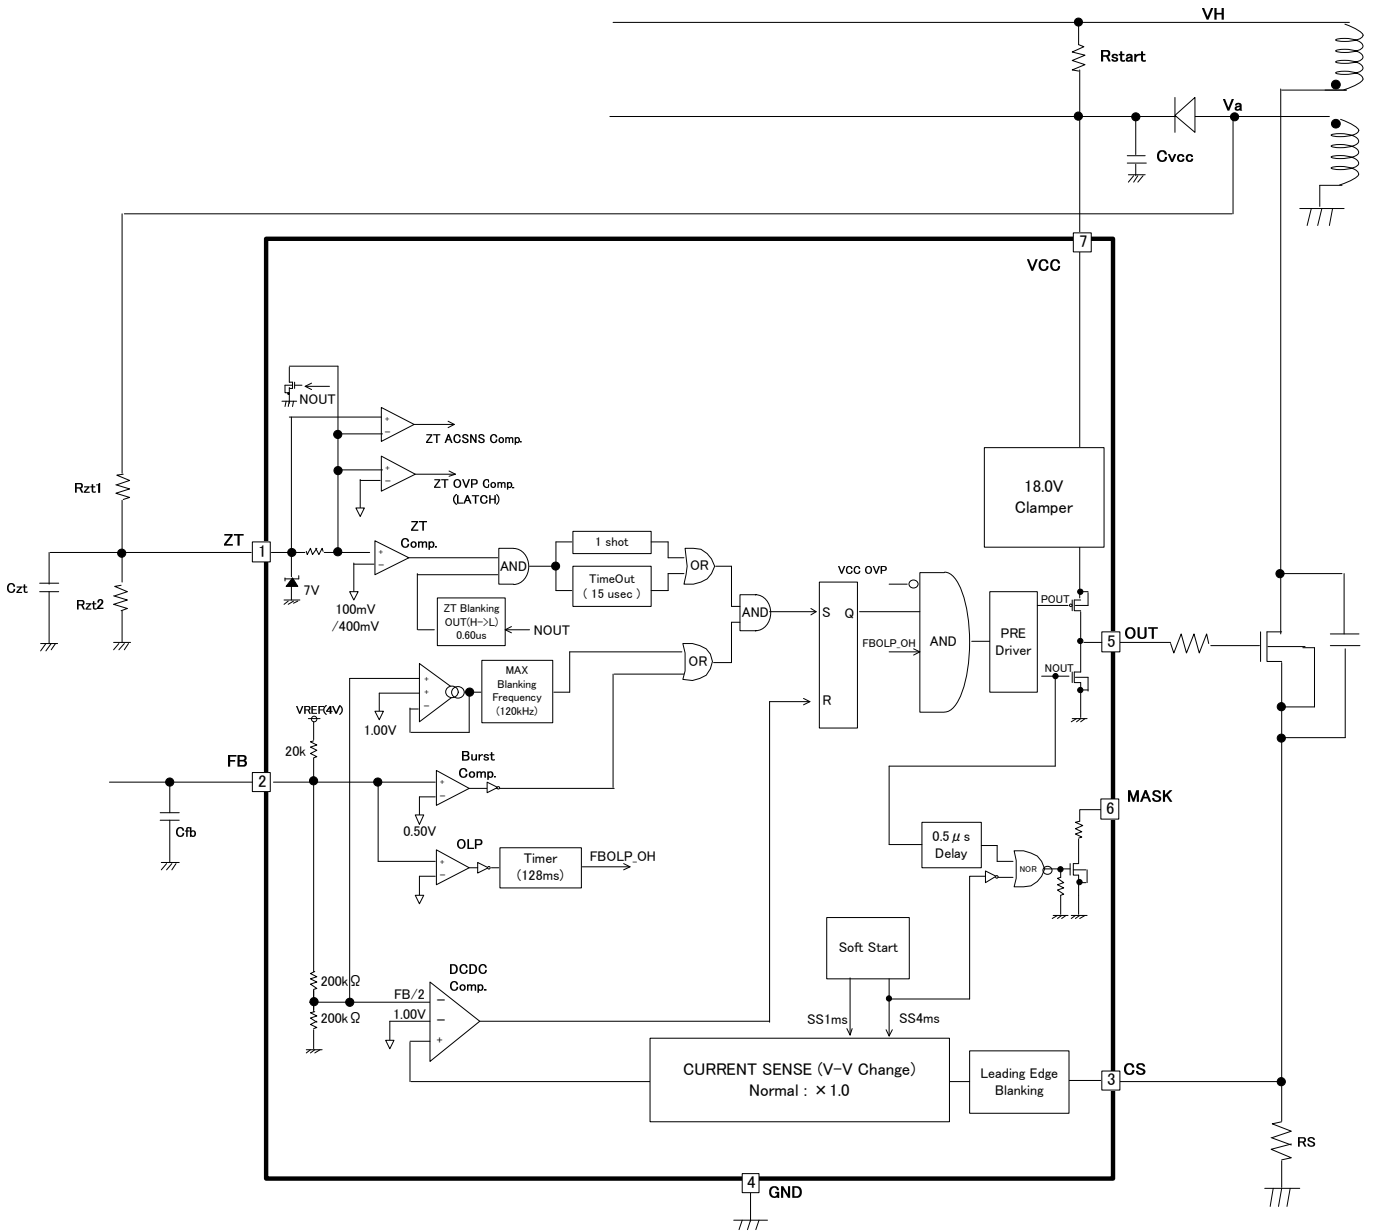 VH
Rstart
Va
Cvcc
7
VCC
NOUT
ZT ACSNS Comp.
ZT OVP Comp.
(LATCH)
18.0V
Clamper
Rzt1
ZT
1
ZT
Comp.
1 shot
AND
OR
TimeOut
( 15 usec )
VCC OVP
Czt
Rzt2
7V
100mV
/400mV
ZT Blanking
OUT(H->L)
0.60us
NOUT
AND
S
Q
R
FBOLP_OH
AND
PRE
Driver
POUT
NOUT
5
OUT
OR
MAX
Blanking
Frequency
(120kHz)
1.00V
VREF(4V)
20k
FB
2
Burst
Comp.
0.50V
Cfb
OLP
Timer
(128ms)
FBOLP_OH
MASK
6
0.5μs
Delay
NOR
Soft Start
SS1ms
SS4ms
200kΩ
200kΩ
FB/2
1.00V
DCDC
Comp.
CURRENT SENSE (V-V Change)
Normal : ×1.0
Leading Edge
Blanking
3
CS
RS
4
GND